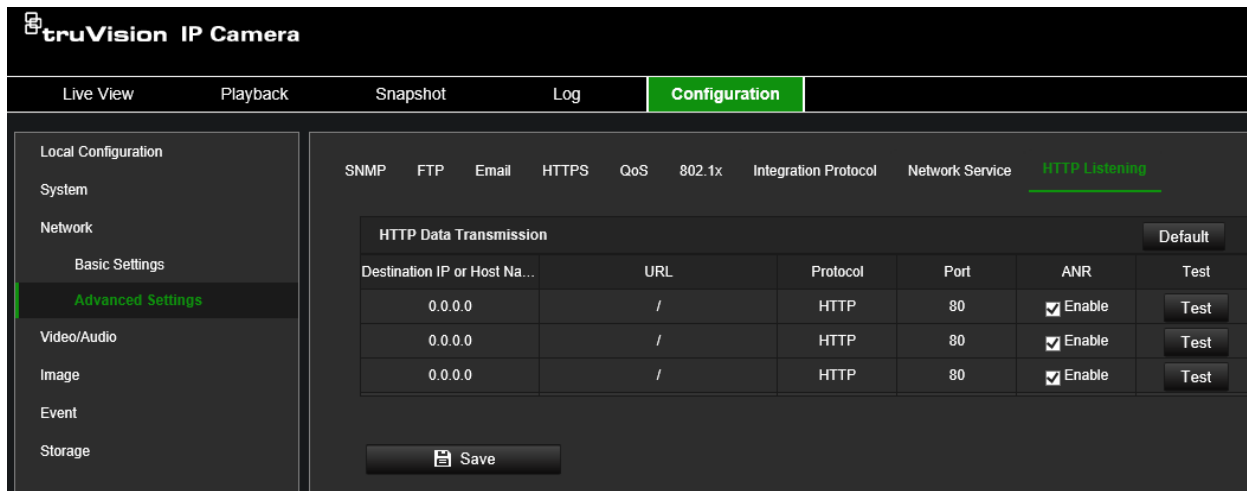 truVision IP Camera
Live View Playback Snapshot Log Configuration
Local Configuration
System
Network
Basic Settings
Advanced Settings
Video/Audio
Image
Event
Storage
SNMP FTP Email HTTPS QoS 802.1x Integration Protocol Network Service HTTP Listening
HTTP Data Transmission Default
Destination IP or Host Na... URL Protocol Port ANR Test
0.0.0.0 / HTTP 80 Enable Test
0.0.0.0 / HTTP 80 Enable Test
0.0.0.0 / HTTP 80 Enable Test
Save